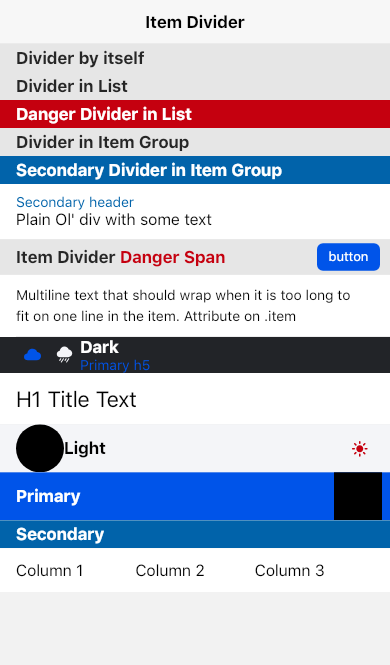 Item Divider
Divider by itself
Divider in List
Danger Divider in List
Divider in Item Group
Secondary Divider in Item Group
Secondary header
Plain Ol' div with some text
Item Divider Danger Span
button
Multiline text that should wrap when it is too long to
fit on one line in the item. Attribute on .item
Dark
Primary h5
H1 Title Text
Light
Primary
Secondary
Column 1 Column 2 Column 3